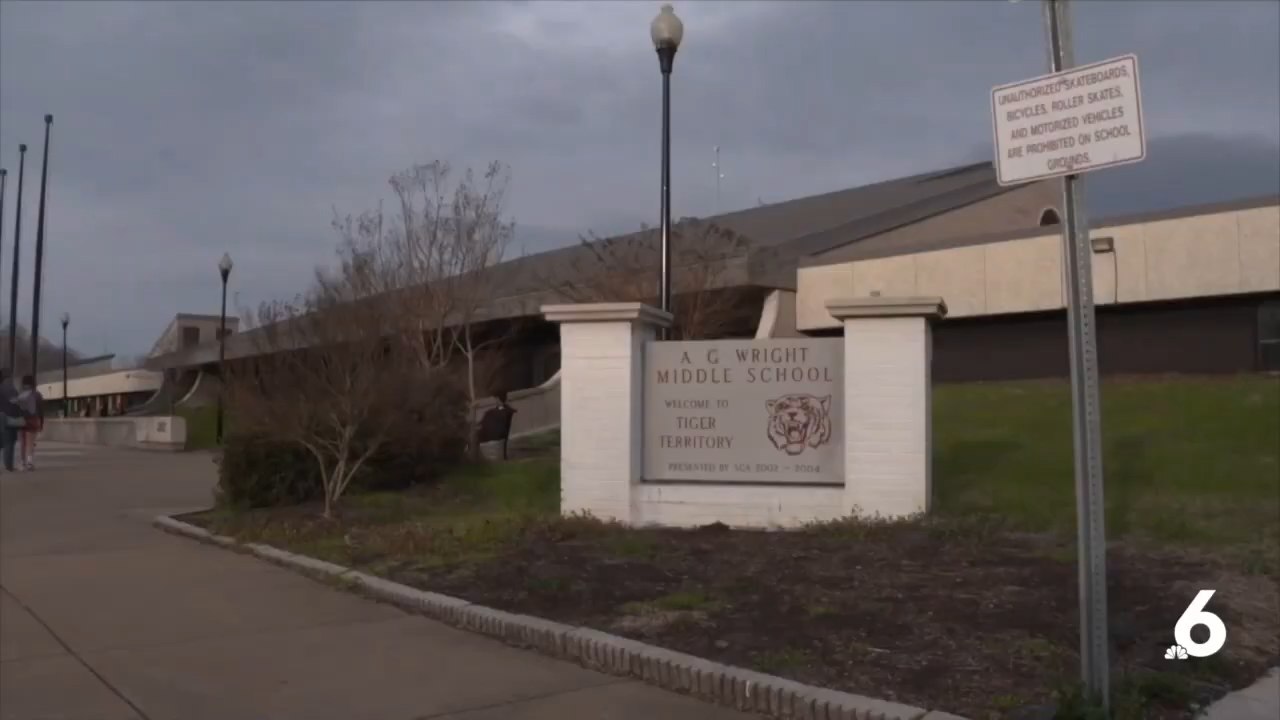 UNAUTHORIZED SKATEBOARDS,
BICYCLES, ROLLER SKATES,
AND MOTORIZED VEHICLES
ARE PROHIBITED ON SCHOOL
GROUNDS.
A. G. WRIGHT
MIDDLE SCHOOL
WELCOME TO
TIGER
TERRITORY
PRESENTED BY SGA 2002 - 2004
6